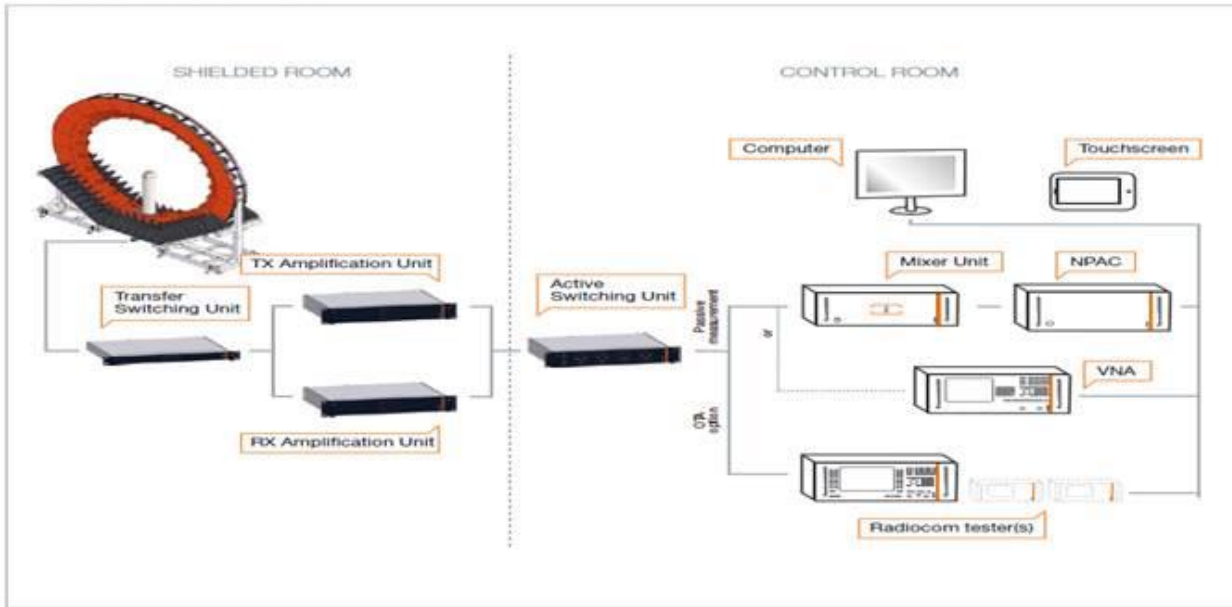 SHIELDED ROOM
CONTROL ROOM
Computer
Touchscreen
TX Amplification Unit
Mixer Unit
NPAC
Transfer
Switching Unit
Active
Switching Unit
Passive
measurement
or
VNA
OTA
option
RX Amplification Unit
Radiocom tester(s)